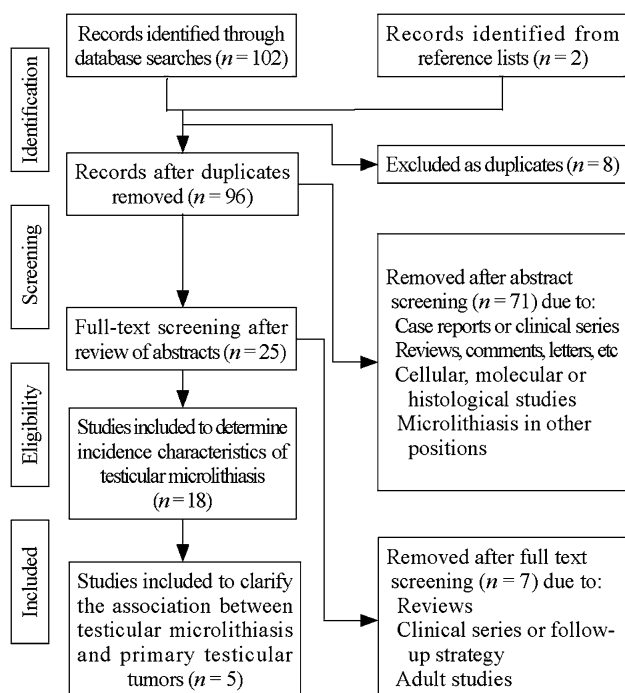 Identification
Records identified through
database searches (n = 102)
Records identified from
reference lists (n = 2)
Records after duplicates
removed (n = 96)
Excluded as duplicates (n = 8)
Screening
Removed after abstract
screening (n = 71) due to:
Case reports or clinical series
Reviews, comments, letters, etc
Cellular, molecular or
histological studies
Microlithiasis in other
positions
Full-text screening after
review of abstracts (n = 25)
Eligibility
Studies included to determine
incidence characteristics of
testicular microlithiasis
(n = 18)
Included
Studies included to clarify
the association between
testicular microlithiasis
and primary testicular
tumors (n = 5)
Removed after full text
screening (n = 7) due to:
Reviews
Clinical series or follow-
up strategy
Adult studies